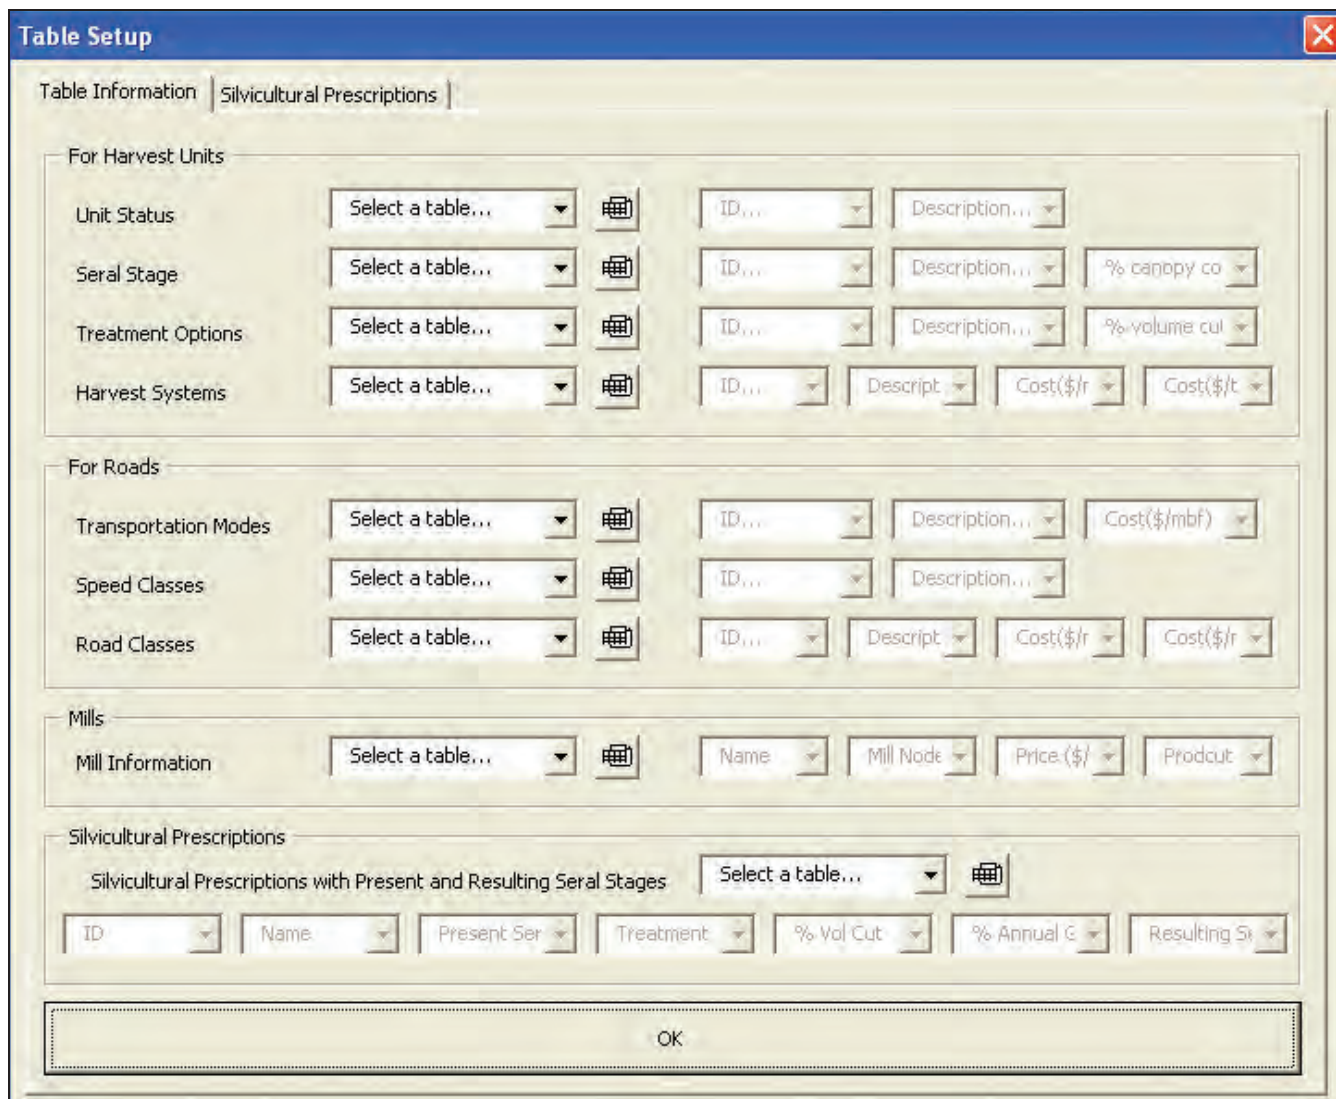 Table Setup
Table Information Silvicultural Prescriptions
For Harvest Units
Unit Status Select a table... ID... Description...
Seral Stage Select a table... ID... Description... % canopy co
Treatment Options Select a table... ID... Description... % volume cut
Harvest Systems Select a table... ID... Descript Cost($/r Cost($/t
For Roads
Transportation Modes Select a table... ID... Description... Cost($/mbf)
Speed Classes Select a table... ID... Description...
Road Classes Select a table... ID... Descript Cost($/r Cost($/r
Mills
Mill Information Select a table... Name Mill Node Price ($/ Prodcut
Silvicultural Prescriptions
Silvicultural Prescriptions with Present and Resulting Seral Stages Select a table...
ID Name Present Ser Treatment % Vol Cut % Annual G Resulting Se
OK